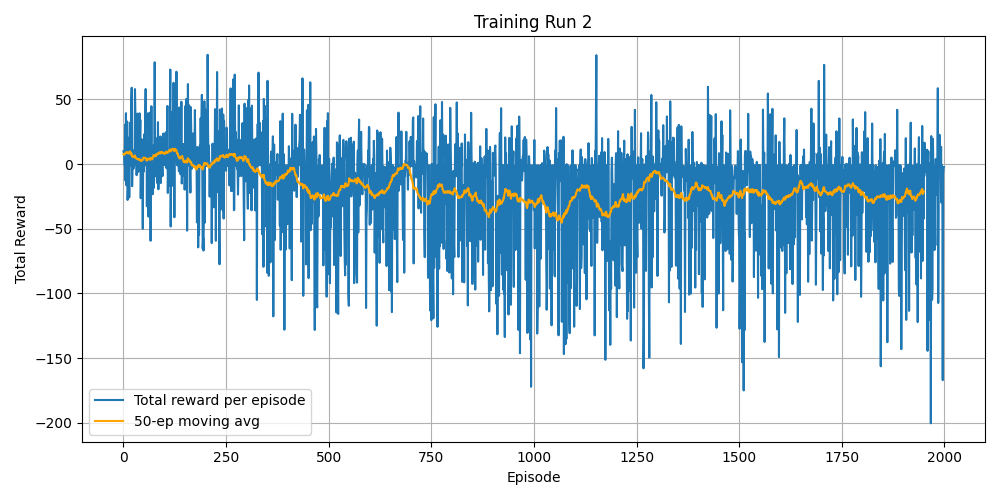 Training Run 2
Total Reward
50
0
−50
−100
−150
−200
Total reward per episode
50-ep moving avg
0 250 500 750 1000 1250 1500 1750 2000
Episode